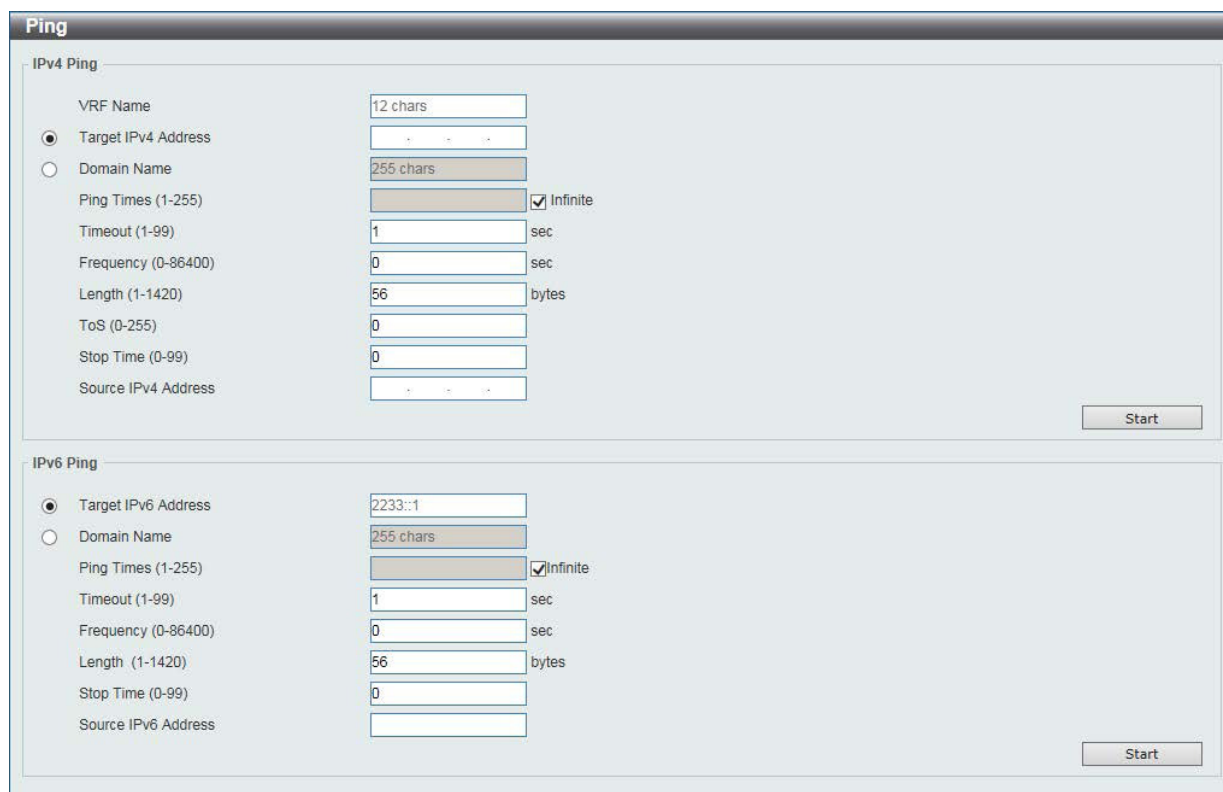 Ping
IPv4 Ping
VRF Name 12 chars
Target IPv4 Address . . .
Domain Name 255 chars
Ping Times (1-255) Infinite
Timeout (1-99) 1 sec
Frequency (0-86400) 0 sec
Length (1-1420) 56 bytes
ToS (0-255) 0
Stop Time (0-99) 0
Source IPv4 Address . . .
Start
IPv6 Ping
Target IPv6 Address 2233::1
Domain Name 255 chars
Ping Times (1-255) Infinite
Timeout (1-99) 1 sec
Frequency (0-86400) 0 sec
Length (1-1420) 56 bytes
Stop Time (0-99) 0
Source IPv6 Address
Start